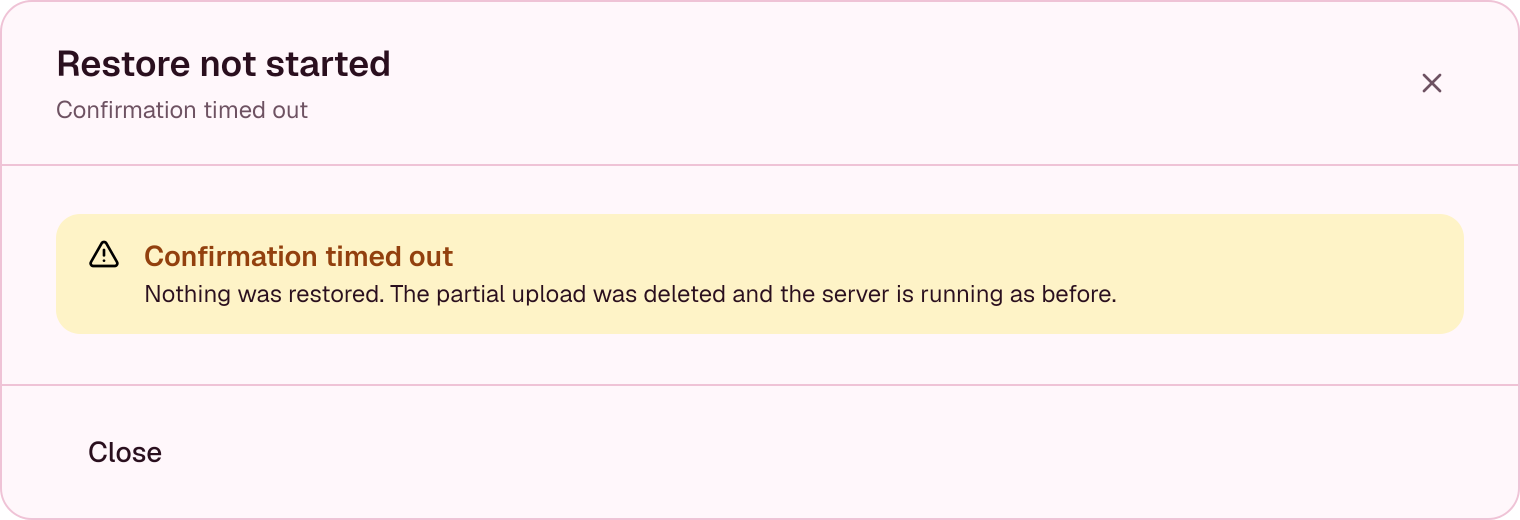 Restore not started
Confirmation timed out
Confirmation timed out
Nothing was restored. The partial upload was deleted and the server is running as before.
Close